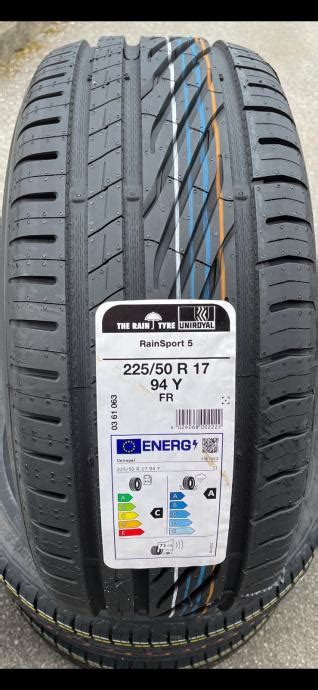 THE RAIN TYRE
UNIROYAL
RainSport 5
225/50 R 17
94 Y
FR
03 61 063
ENERG
Uniroyal
225/50 R 17 94 Y
A
B
C
D
E
C
A
B
C
D
E
A
71